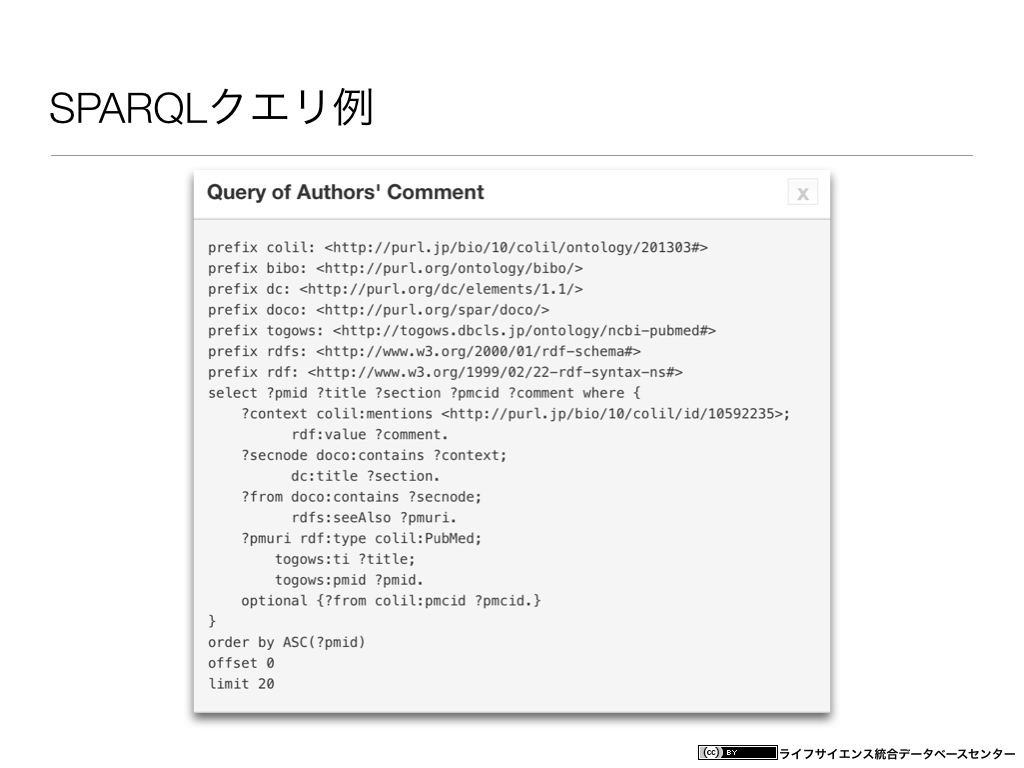 SPARQLクエリ例
Query of Authors' Comment
x
prefix colil: <http://purl.jp/bio/10/colil/ontology/201303#>
prefix bibo: <http://purl.org/ontology/bibo/>
prefix dc: <http://purl.org/dc/elements/1.1/>
prefix doco: <http://purl.org/spar/doco/>
prefix togows: <http://togows.dbcls.jp/ontology/ncbi-pubmed#>
prefix rdfs: <http://www.w3.org/2000/01/rdf-schema#>
prefix rdf: <http://www.w3.org/1999/02/22-rdf-syntax-ns#>
select ?pmid ?title ?section ?pmcid ?comment where {
    ?context colil:mentions <http://purl.jp/bio/10/colil/id/10592235>;
          rdf:value ?comment.
    ?secnode doco:contains ?context;
          dc:title ?section.
    ?from doco:contains ?secnode;
          rdfs:seeAlso ?pmuri.
    ?pmuri rdf:type colil:PubMed;
        togows:ti ?title;
        togows:pmid ?pmid.
    optional {?from colil:pmcid ?pmcid.}
}
order by ASC(?pmid)
offset 0
limit 20
(cc) BY ライフサイエンス統合データベースセンター